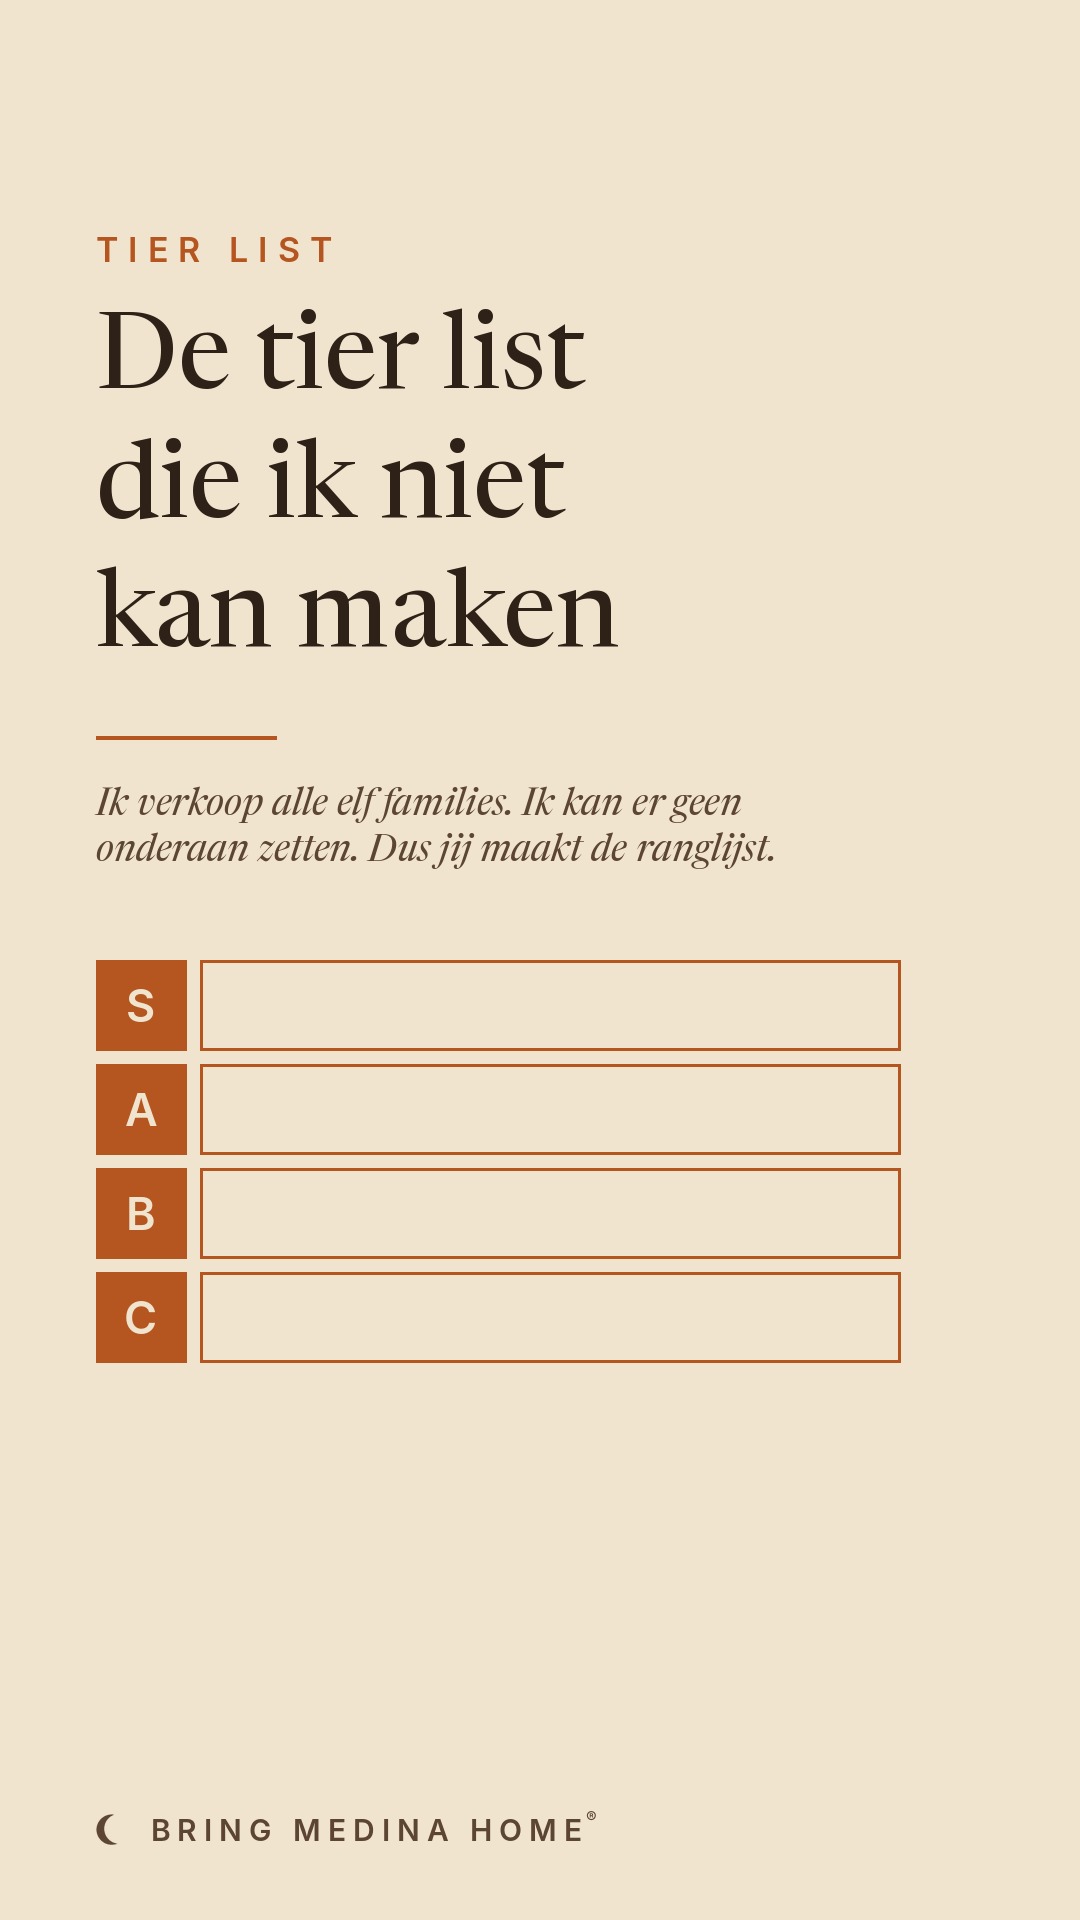 TIER LIST
De tier list
die ik niet
kan maken
Ik verkoop alle elf families. Ik kan er geen
onderaan zetten. Dus jij maakt de ranglijst.
S
A
B
C
BRING MEDINA HOME®